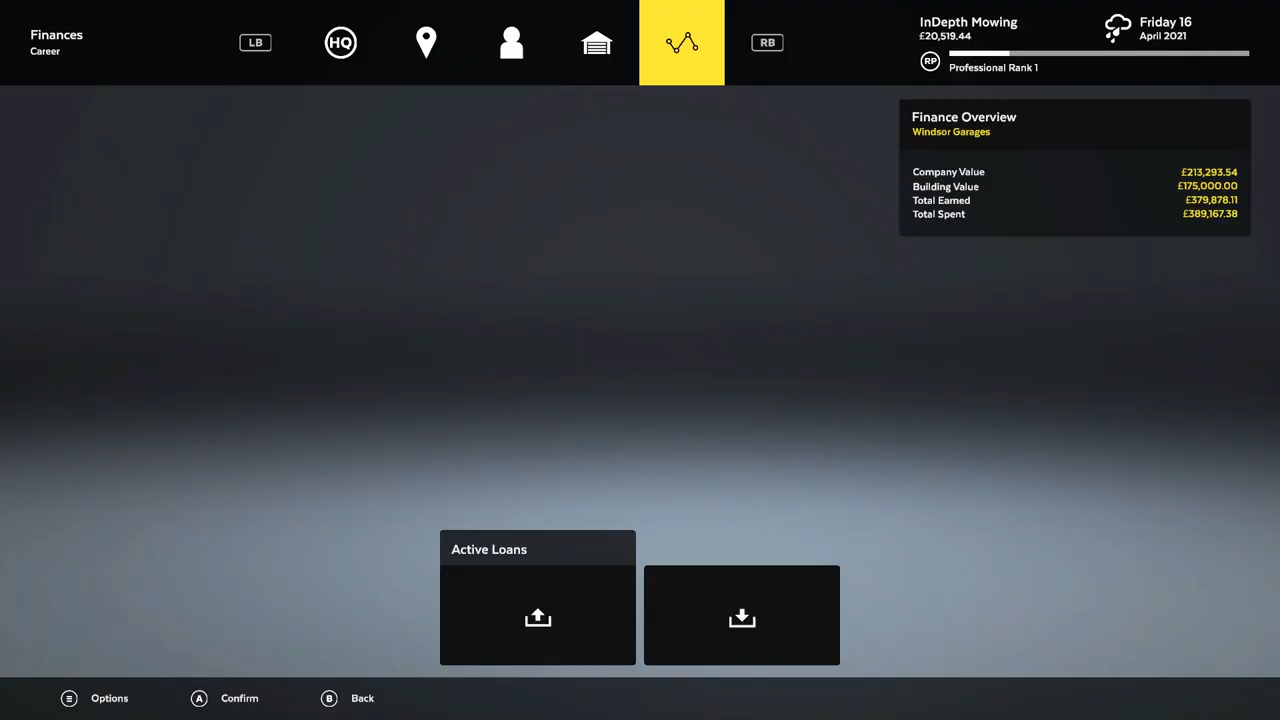 Finances
Career
LB
HQ
RB
InDepth Mowing
£20,519.44
Friday 16
April 2021
RP
Professional Rank 1
Finance Overview
Windsor Garages
Company Value £213,293.54
Building Value £175,000.00
Total Earned £379,878.11
Total Spent £389,167.38
Active Loans
Options
A Confirm
B Back